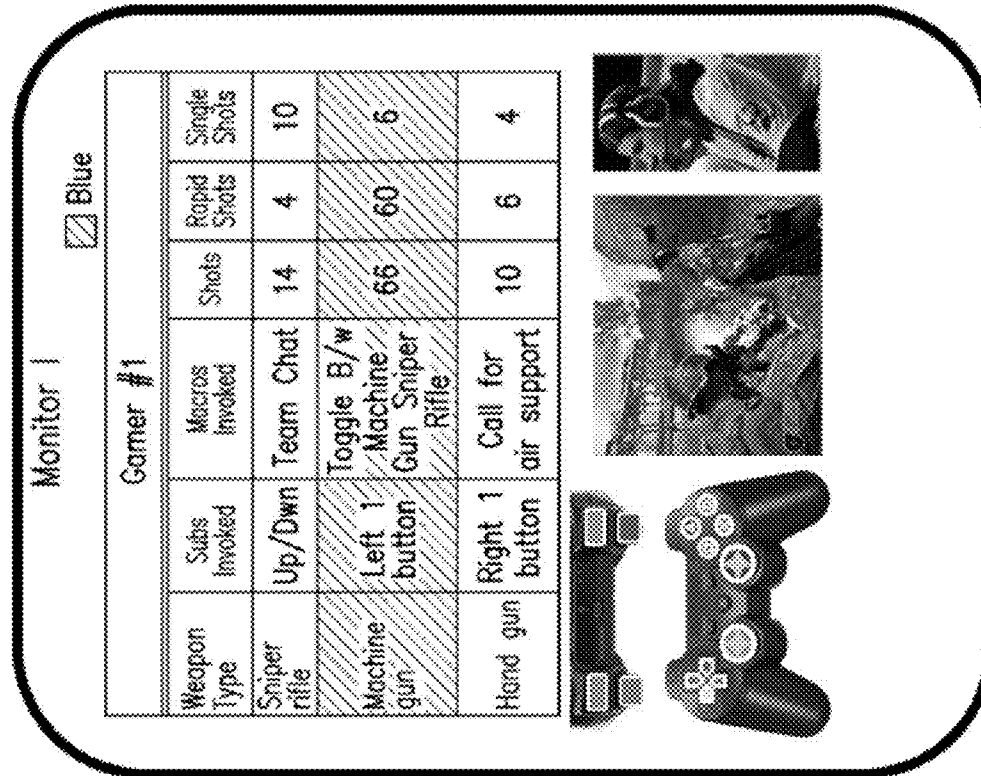 Monitor 1
Blue
Gamer #1
Weapon Type
Subs Invoked
Macros Invoked
Shots
Rapid Shots
Single Shots
Sniper rifle
Up/Dwn
Team Chat
14
4
10
Machine gun
Left 1 button
Toggle B/w Machine Gun Sniper Rifle
66
60
6
Hand gun
Right 1 button
Call for air support
10
6
4